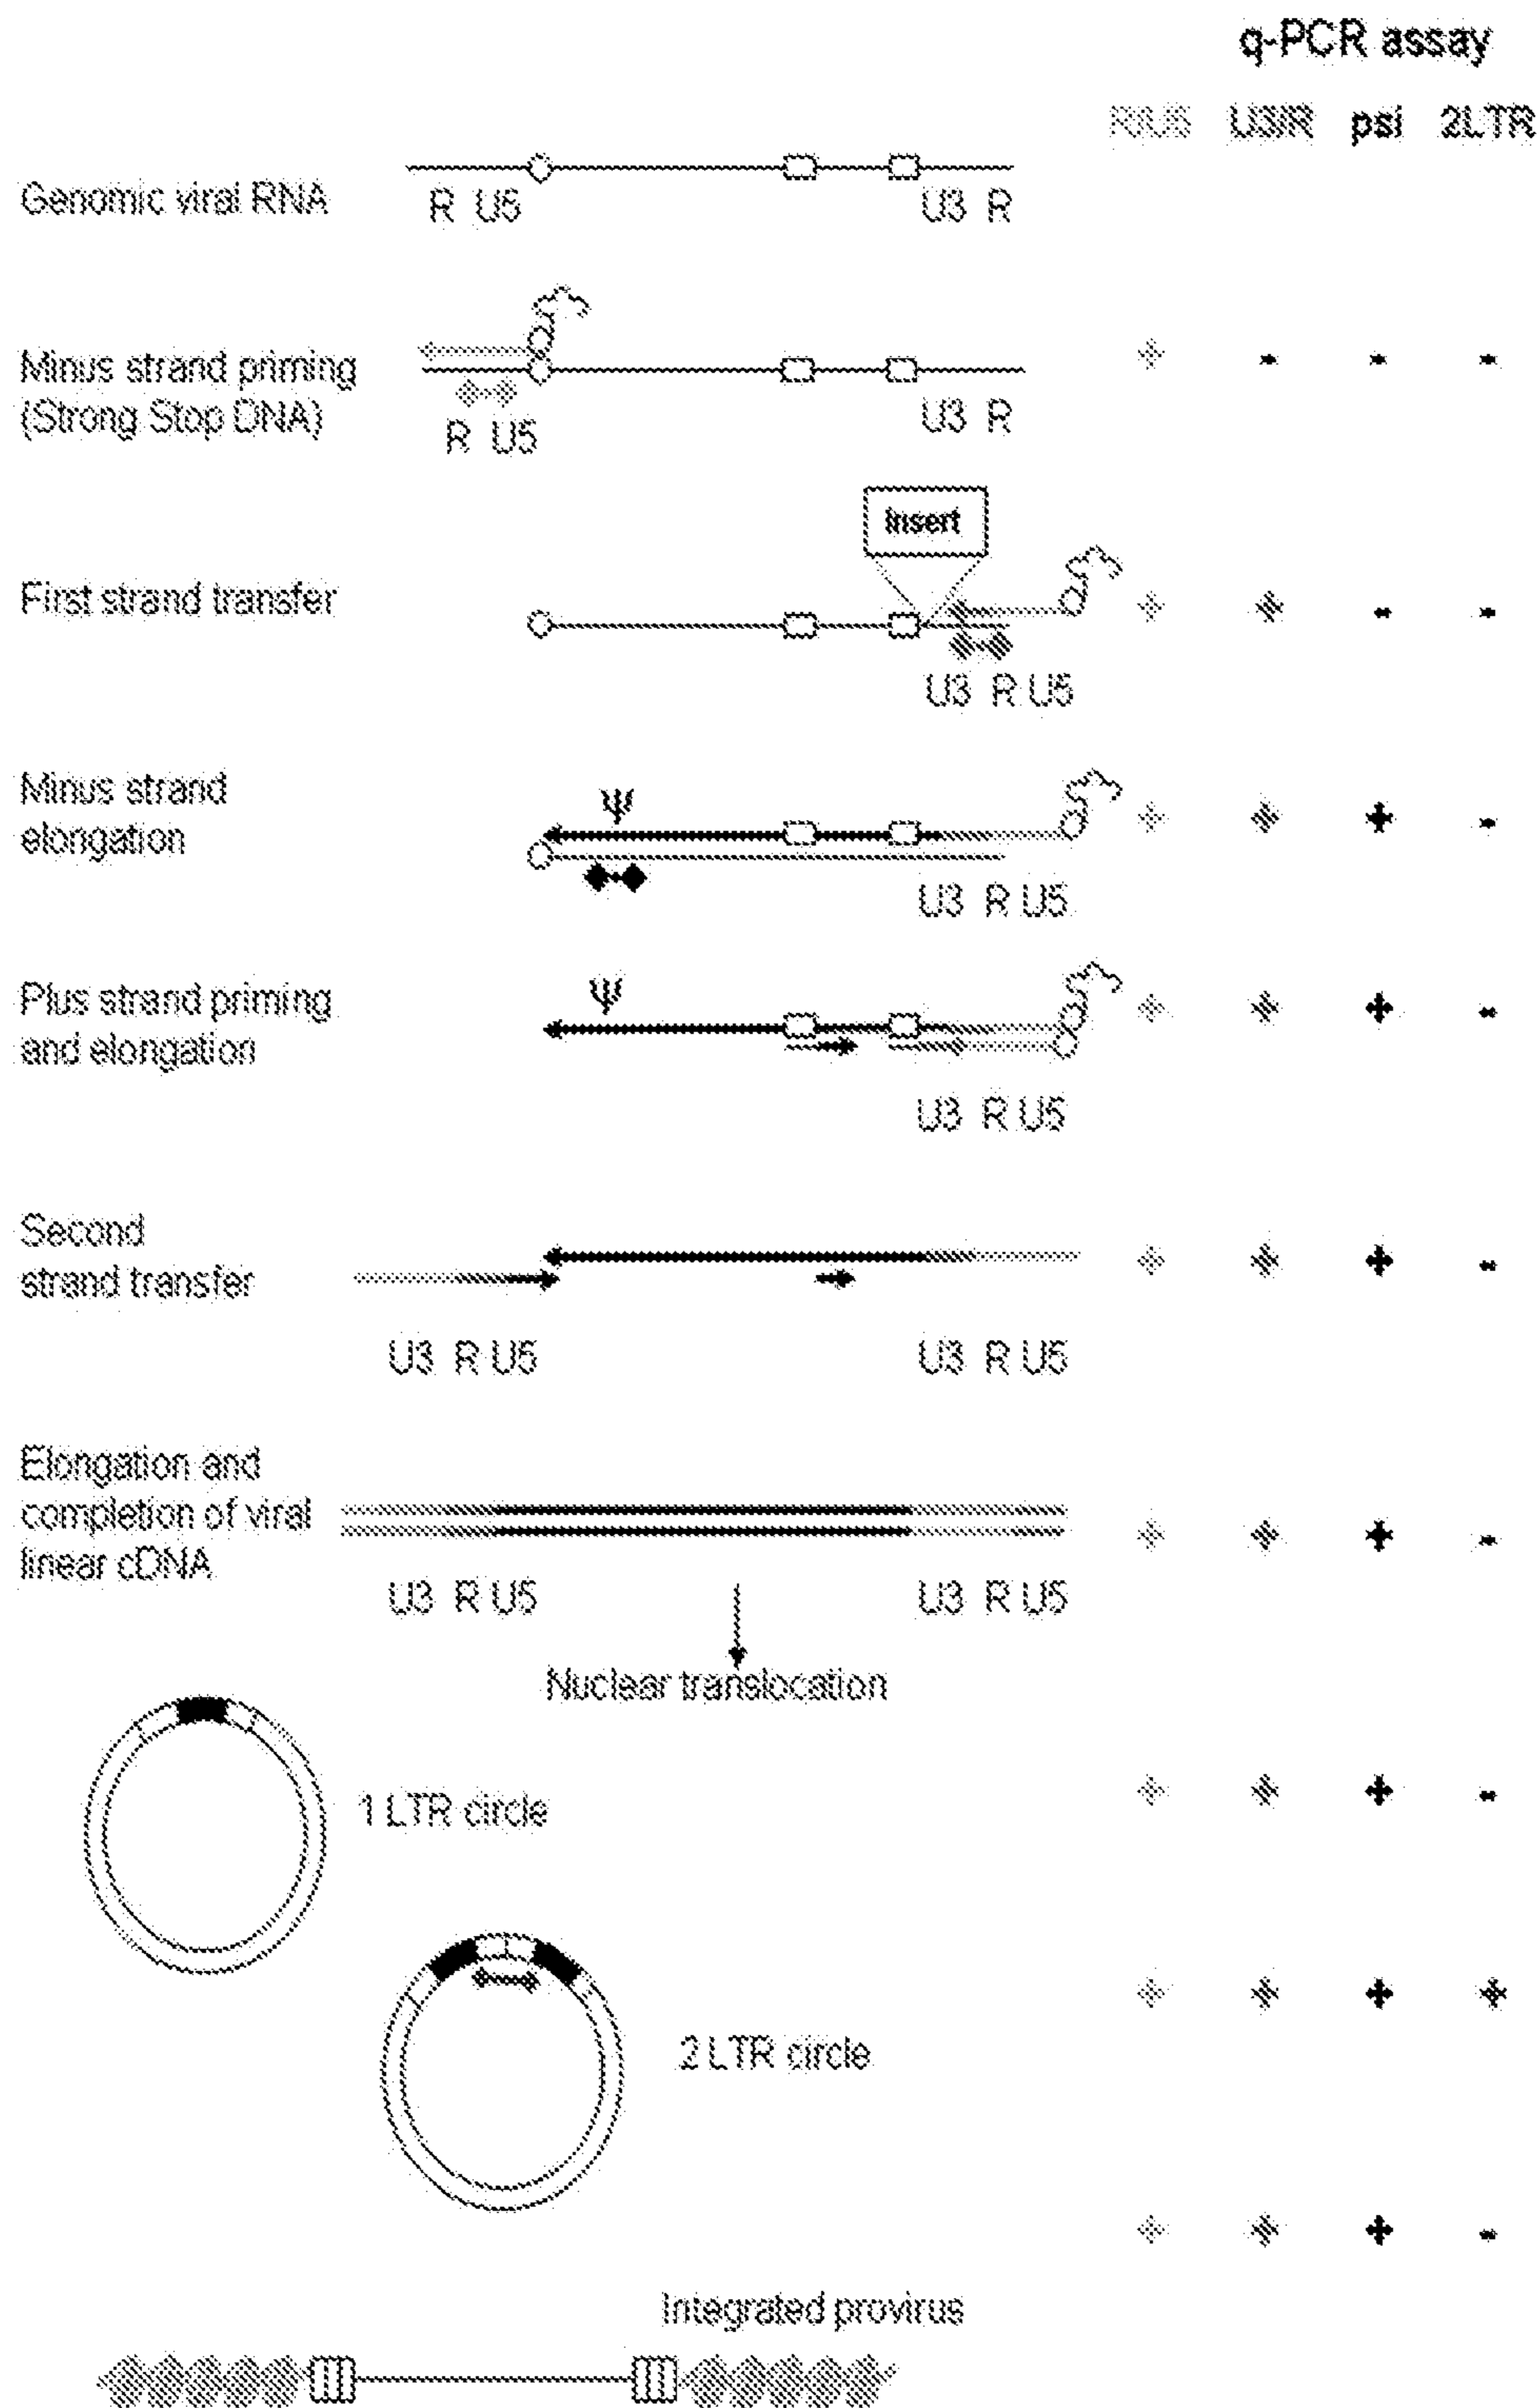 q-PCR assay
R/U5 U3/R psi 2LTR
Genomic viral RNA
R U5
U3 R
Minus strand priming
(Strong Stop DNA)
+ - - -
U3 R
R U5
Insert
First strand transfer
+ + - -
U3 R U5
Minus strand
elongation
Ψ
+ + + -
U3 R U5
Plus strand priming
and elongation
Ψ
+ + + -
U3 R U5
Second
strand transfer
+ + + -
U3 R U5
U3 R U5
Elongation and
completion of viral
linear cDNA
+ + + -
U3 R U5
U3 R U5
Nuclear translocation
1 LTR circle
+ + + -
2 LTR circle
+ + + +
+ + + -
Integrated provirus